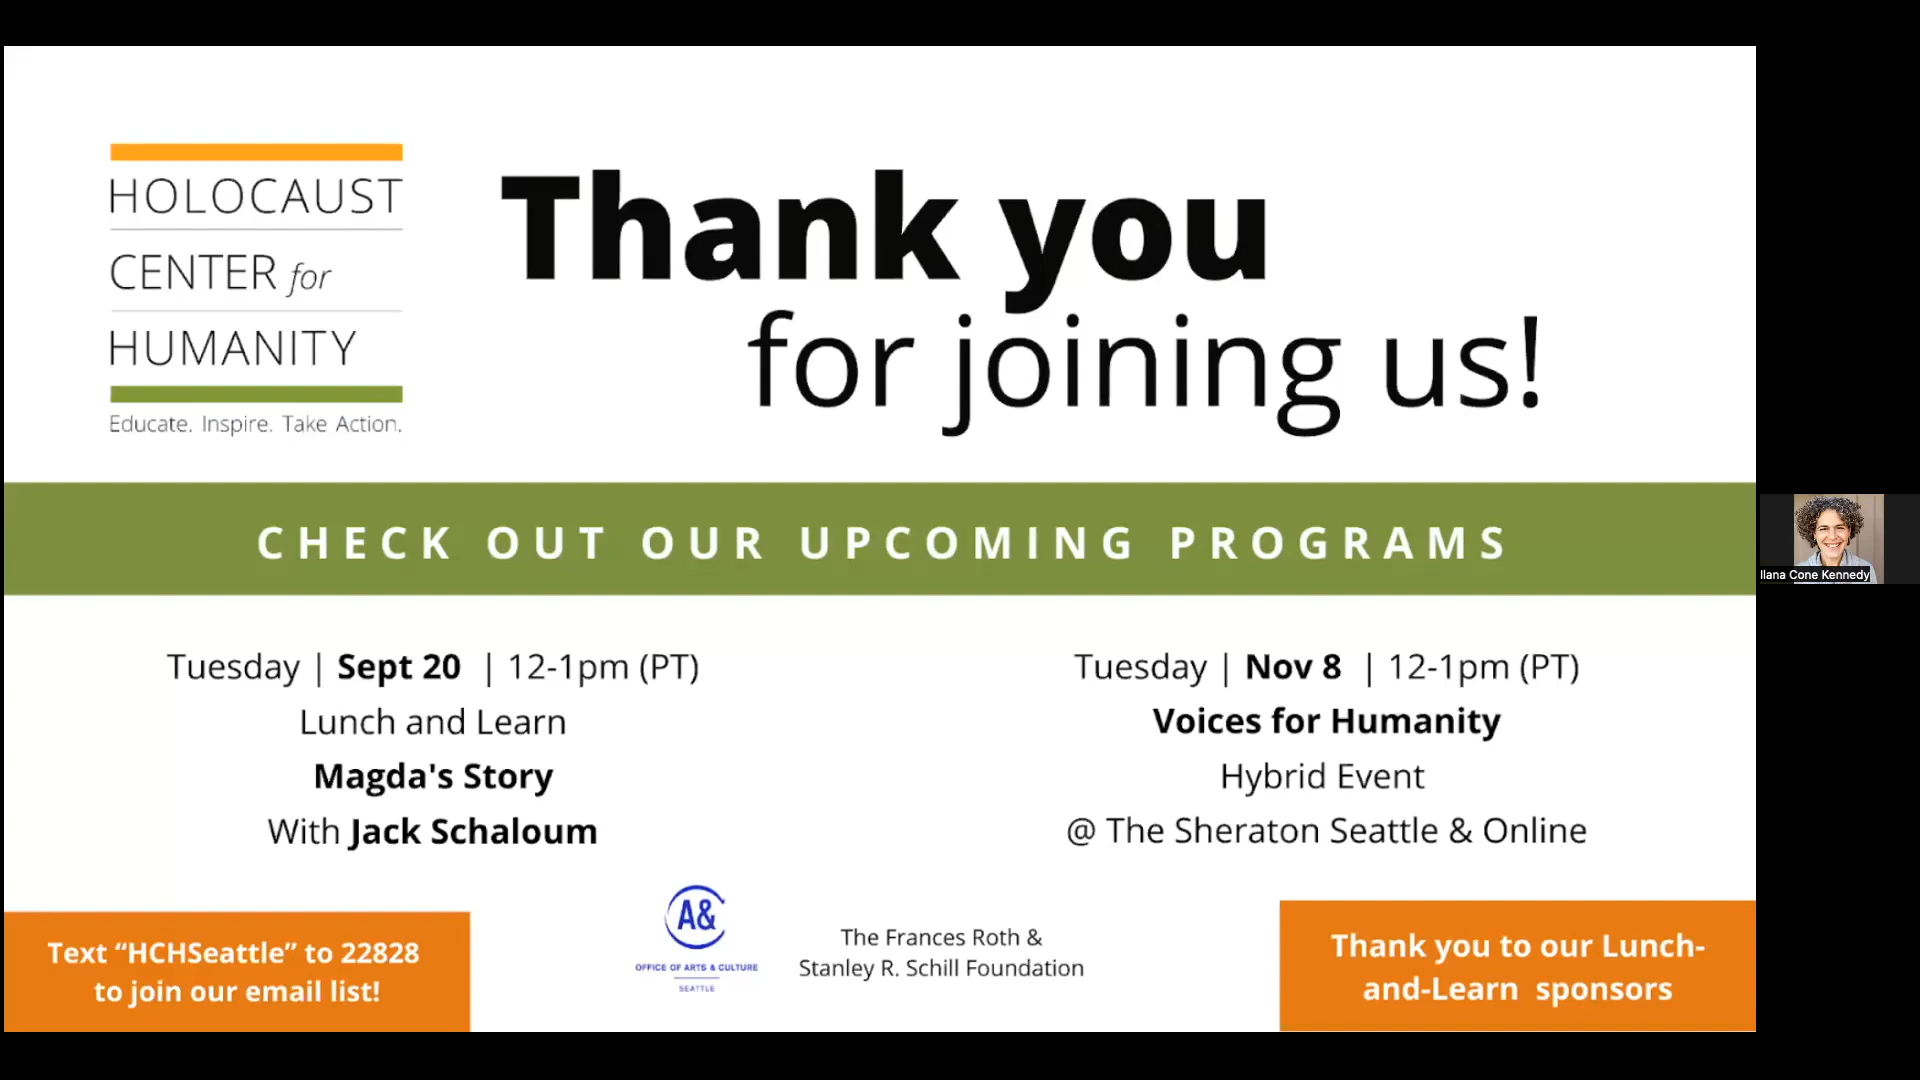 HOLOCAUST
CENTER for
HUMANITY
Educate. Inspire. Take Action.
Thank you
for joining us!
CHECK OUT OUR UPCOMING PROGRAMS
Tuesday | Sept 20 | 12-1pm (PT)
Lunch and Learn
Magda's Story
With Jack Schaloum
Tuesday | Nov 8 | 12-1pm (PT)
Voices for Humanity
Hybrid Event
@ The Sheraton Seattle & Online
Text “HCHSeattle” to 22828
to join our email list!
A&C
OFFICE OF ARTS & CULTURE
SEATTLE
The Frances Roth &
Stanley R. Schill Foundation
Thank you to our Lunch-
and-Learn sponsors
Ilana Cone Kennedy